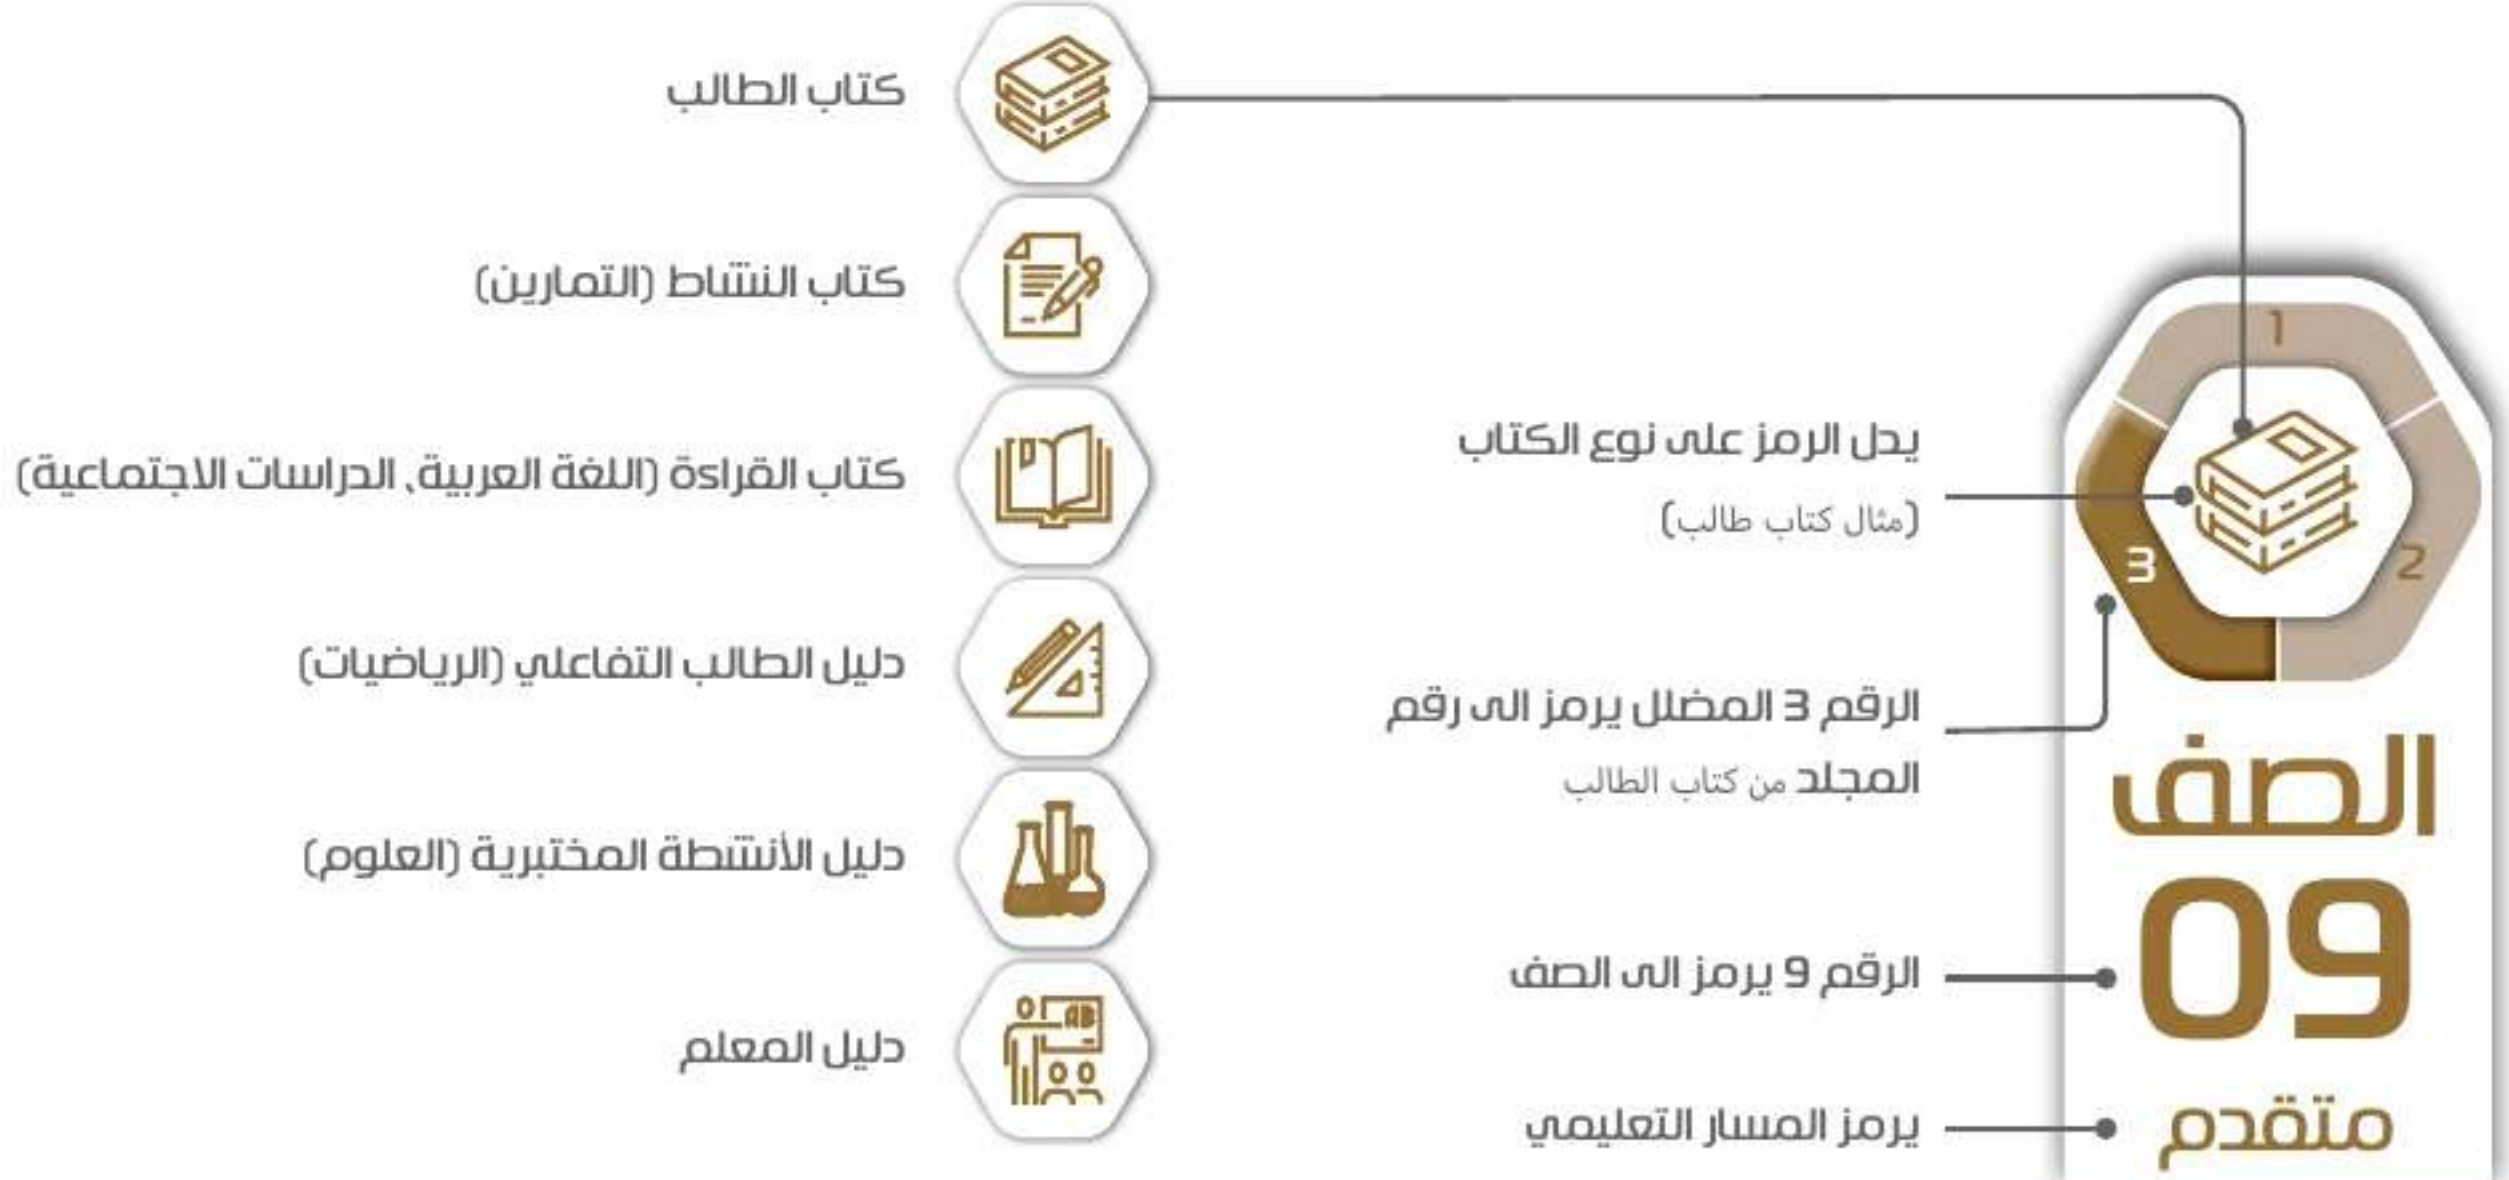 1
2
3
الصف
09
متقدم
يدل الرمز على نوع الكتاب
(مثال كتاب طالب)
الرقم 3 المضلل يرمز الى رقم
المجلد من كتاب الطالب
الرقم 9 يرمز الى الصف
يرمز المسار التعليمي
كتاب الطالب
كتاب النشاط (التمارين)
كتاب القراءة (اللغة العربية، الدراسات الاجتماعية)
دليل الطالب التفاعلي (الرياضيات)
دليل الأنشطة المختبرية (العلوم)
AB
دليل المعلم